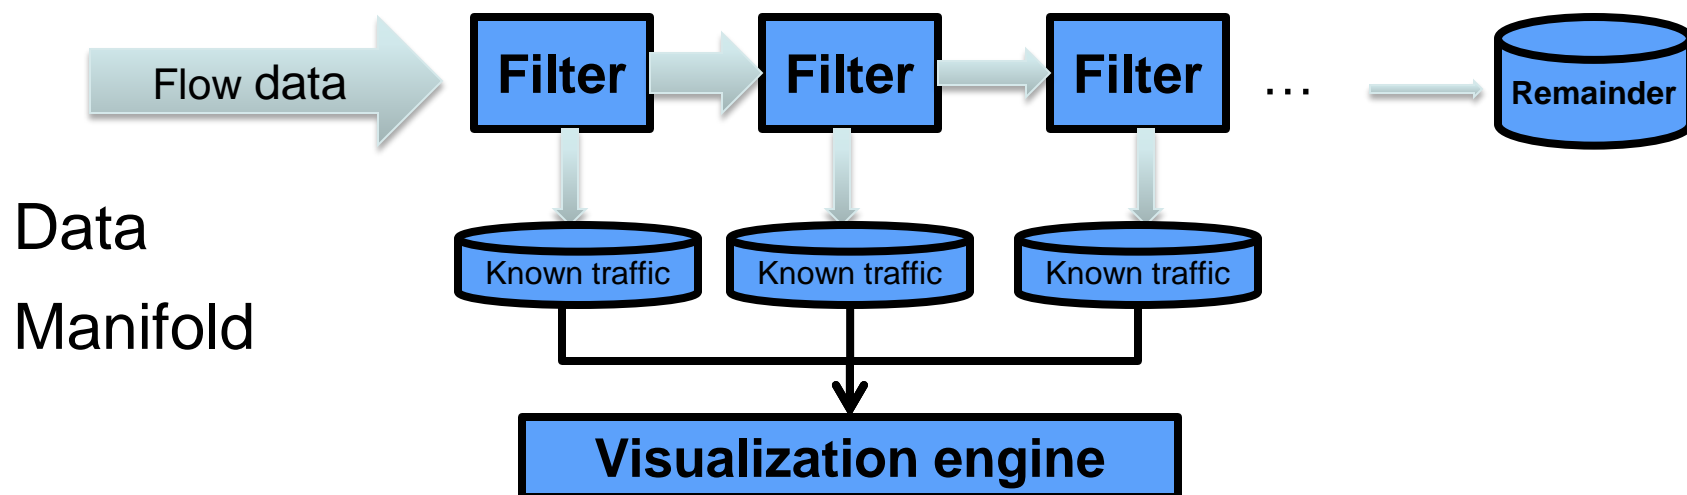 Flow data
Filter
Filter
Filter
...
Remainder
Data
Manifold
Known traffic
Known traffic
Known traffic
Visualization engine